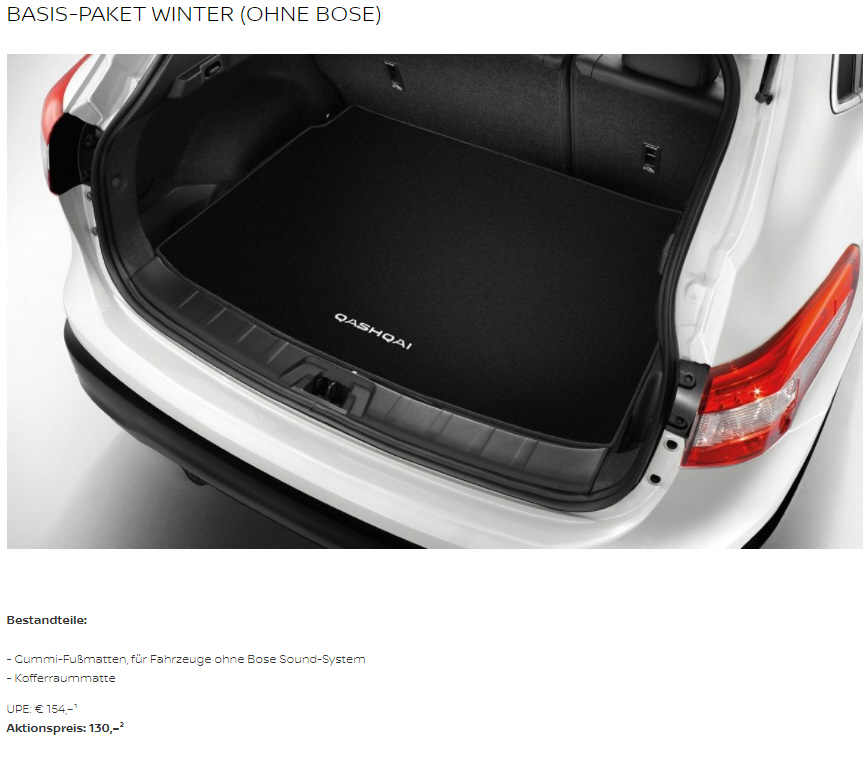 BASIS-PAKET WINTER (OHNE BOSE)
QASHQAI
Bestandteile:
- Gummi-Fußmatten, für Fahrzeuge ohne Bose Sound-System
- Kofferraummatte
UPE: € 154,–¹
Aktionspreis: 130,–²